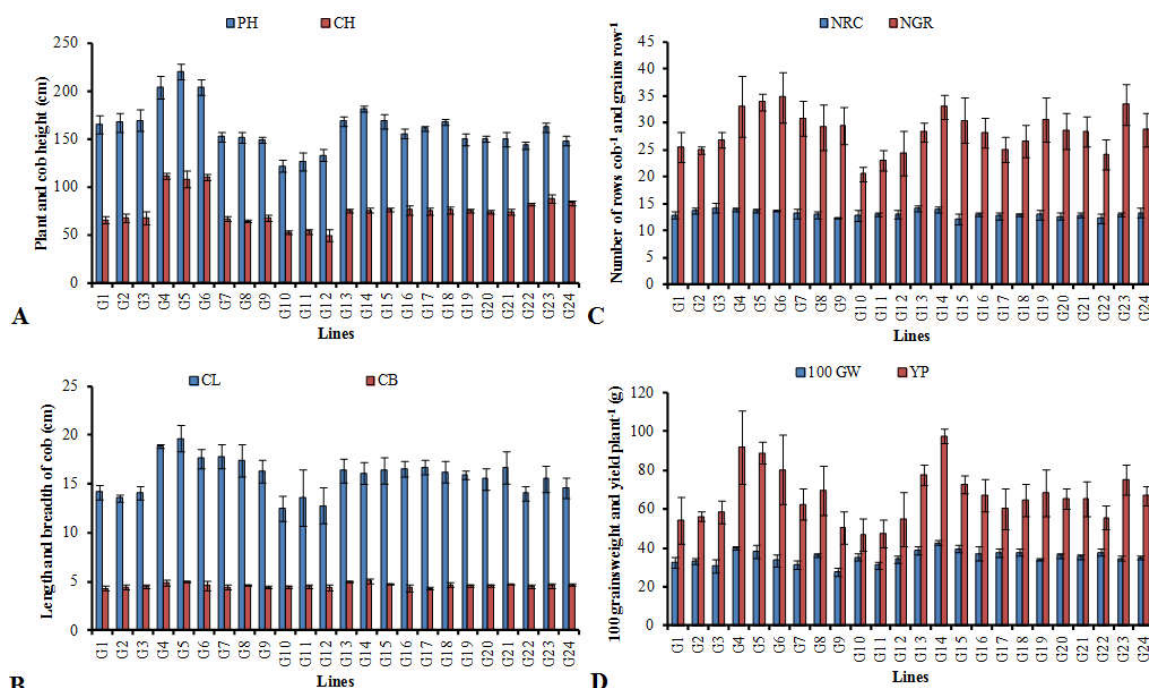 PH CH
Plant and cob height (cm)
250
200
150
100
50
0
G1 G2 G3 G4 G5 G6 G7 G8 G9 G10 G11 G12 G13 G14 G15 G16 G17 G18 G19 G20 G21 G22 G23 G24
A
Lines
CL CB
Length and breadth of cob (cm)
25
20
15
10
5
0
G1 G2 G3 G4 G5 G6 G7 G8 G9 G10 G11 G12 G13 G14 G15 G16 G17 G18 G19 G20 G21 G22 G23 G24
B
Lines
NRC NGR
Number of rows cob⁻¹ and grains row⁻¹
45
40
35
30
25
20
15
10
5
0
G1 G2 G3 G4 G5 G6 G7 G8 G9 G10 G11 G12 G13 G14 G15 G16 G17 G18 G19 G20 G21 G22 G23 G24
C
Lines
100 GW YP
100 grains weight and yield plant⁻¹ (g)
120
100
80
60
40
20
0
G1 G2 G3 G4 G5 G6 G7 G8 G9 G10 G11 G12 G13 G14 G15 G16 G17 G18 G19 G20 G21 G22 G23 G24
D
Lines